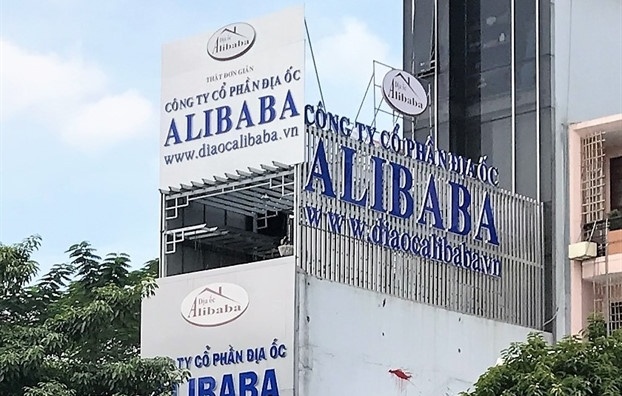 Địa ốc
Alibaba
THẬT ĐƠN GIẢN
CÔNG TY CỔ PHẦN ĐỊA ỐC
ALIBABA
www.diaocalibaba.vn
Địa ốc
Alibaba
CÔNG TY CỔ PHẦN ĐỊA ỐC
ALIBABA
www.diaocalibaba.vn
Địa ốc
Alibaba
TY CỔ PHẦN ĐỊA ỐC
IBABA